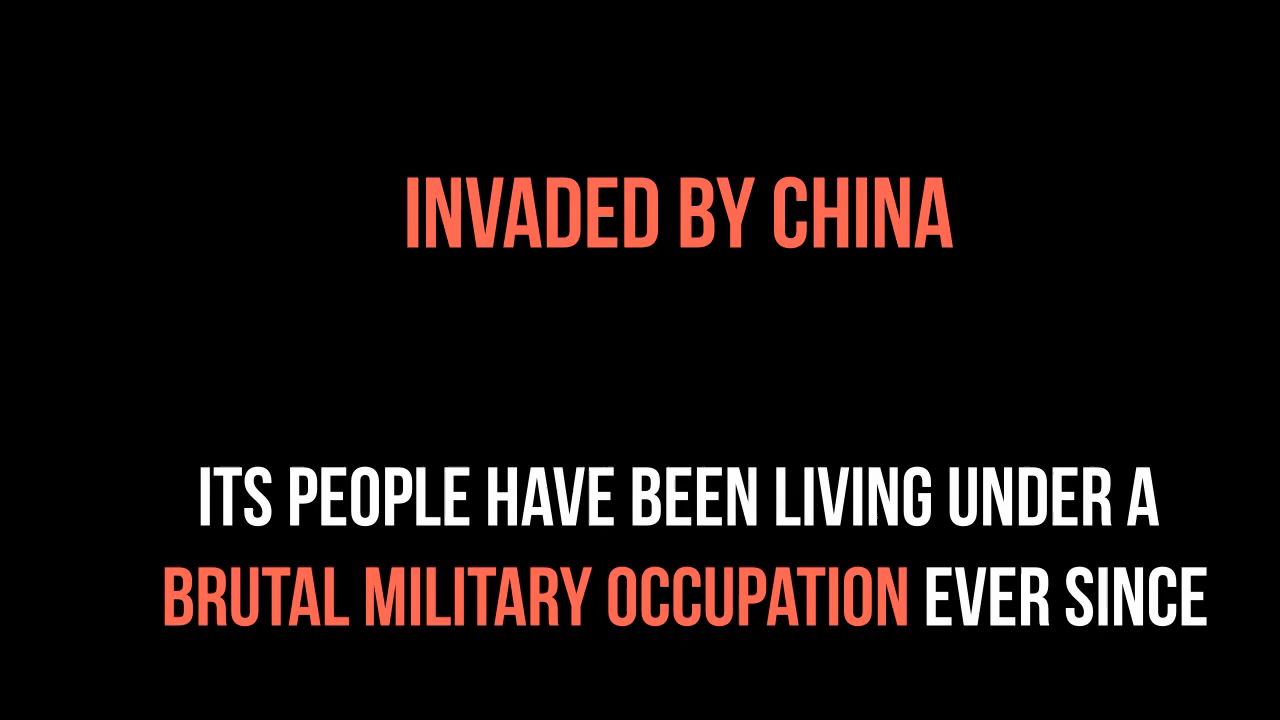 INVADED BY CHINA
ITS PEOPLE HAVE BEEN LIVING UNDER A
BRUTAL MILITARY OCCUPATION EVER SINCE